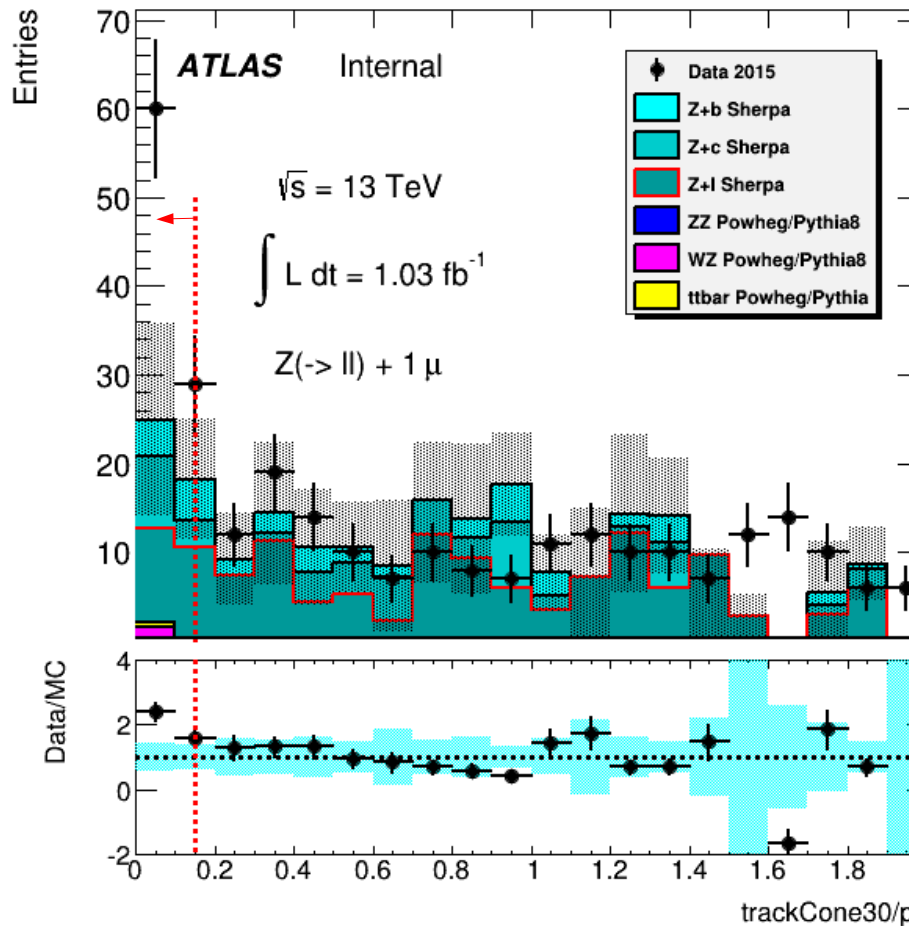 Entries
70
60
50
40
30
20
10
ATLAS Internal
√s = 13 TeV
∫ L dt = 1.03 fb⁻¹
Z(-> ll) + 1 μ
Data 2015
Z+b Sherpa
Z+c Sherpa
Z+l Sherpa
ZZ Powheg/Pythia8
WZ Powheg/Pythia8
ttbar Powheg/Pythia
Data/MC
4
2
0
-2
0 0.2 0.4 0.6 0.8 1 1.2 1.4 1.6 1.8
trackCone30/p